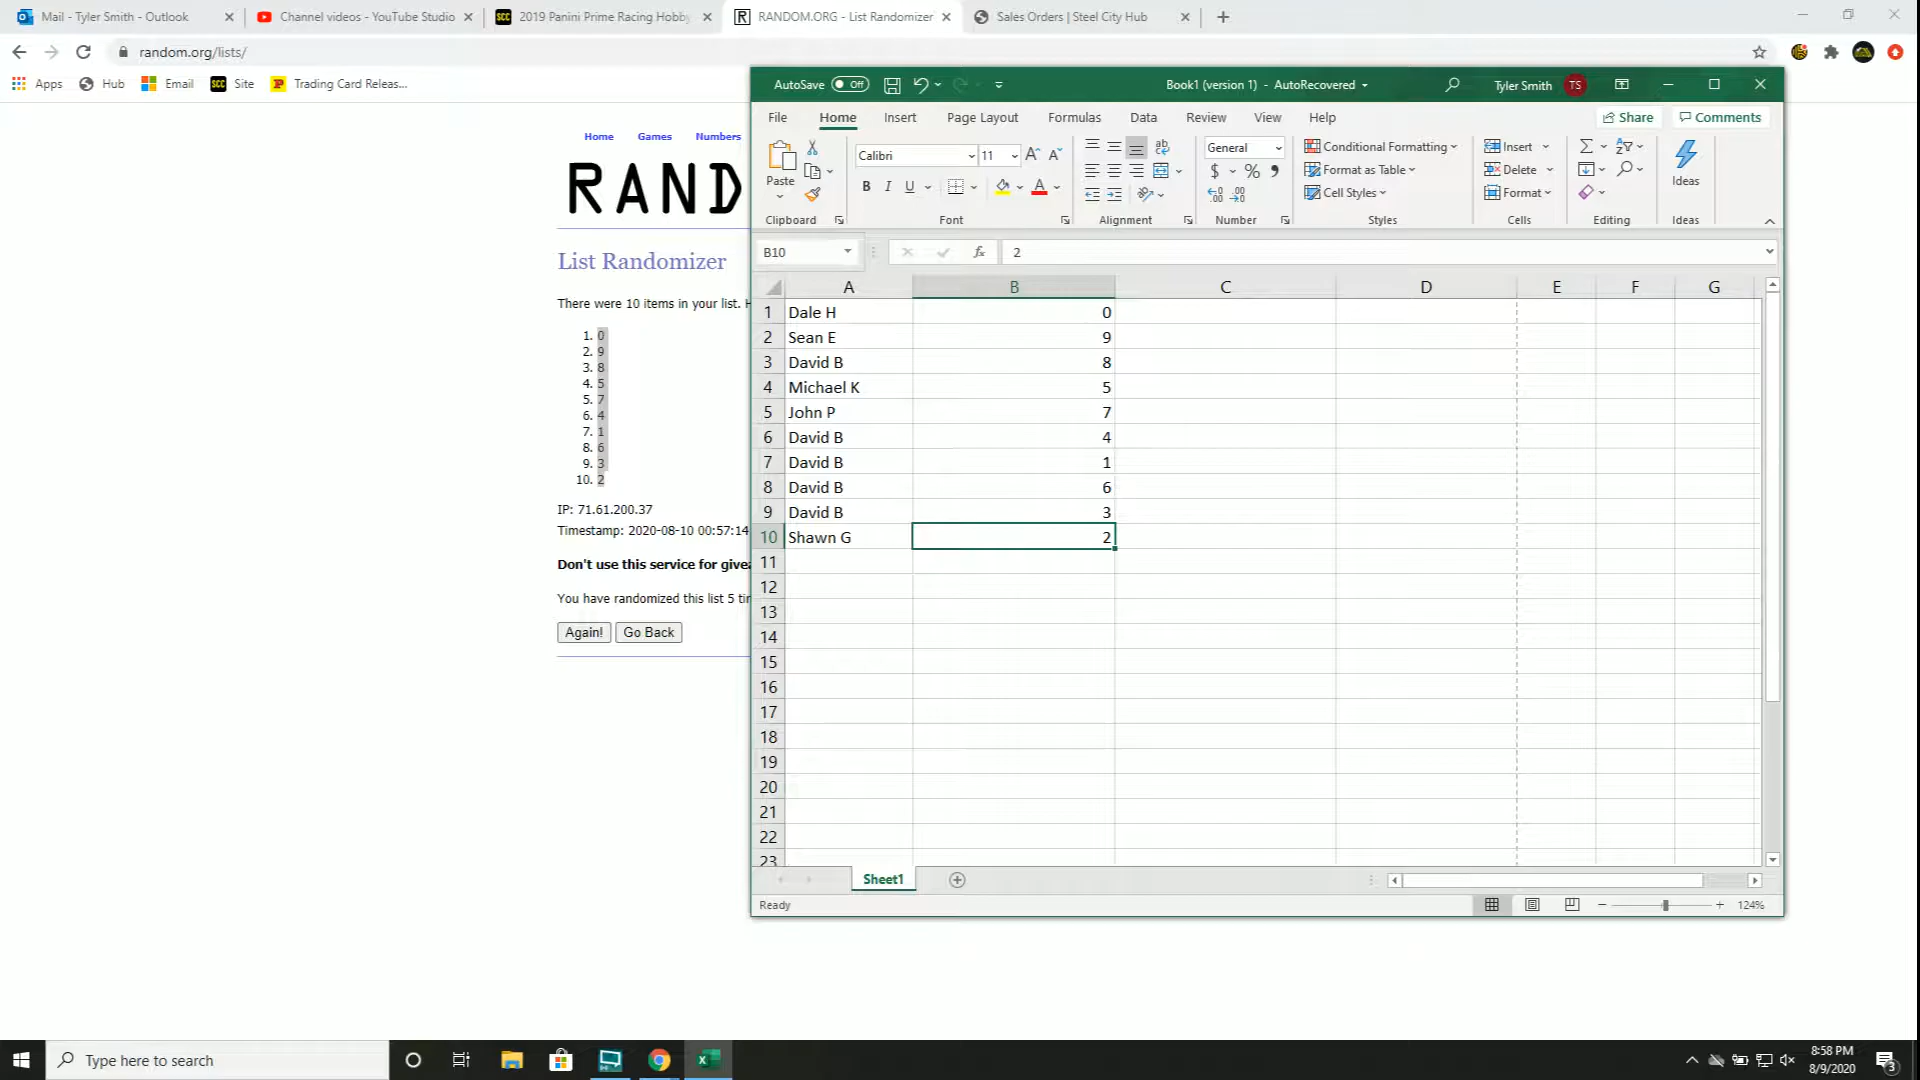 Mail - Tyler Smith - Outlook
Channel videos - YouTube Studio
SCC 2019 Panini Prime Racing Hobby
RANDOM.ORG - List Randomizer
Sales Orders | Steel City Hub
random.org/lists/
Apps
Hub
Email
SCC Site
Trading Card Releas...
Home Games Numbers
RAND
List Randomizer
There were 10 items in your list. H
1. 0
2. 9
3. 8
4. 5
5. 7
6. 4
7. 1
8. 6
9. 3
10. 2
IP: 71.61.200.37
Timestamp: 2020-08-10 00:57:14
Don't use this service for givea
You have randomized this list 5 tim
Again! Go Back
AutoSave Off
Book1 (version 1) - AutoRecovered
Tyler Smith TS
File Home Insert Page Layout Formulas Data Review View Help
Share Comments
Paste
Calibri 11
B I U
General
$ % 9
Conditional Formatting
Format as Table
Cell Styles
Insert
Delete
Format
Ideas
Clipboard Font Alignment Number Styles Cells Editing Ideas
B10 fx 2
A B C D E F G
1 Dale H 0
2 Sean E 9
3 David B 8
4 Michael K 5
5 John P 7
6 David B 4
7 David B 1
8 David B 6
9 David B 3
10 Shawn G 2
11
12
13
14
15
16
17
18
19
20
21
22
23
Sheet1
Ready
124%
Type here to search
8:58 PM
8/9/2020
3